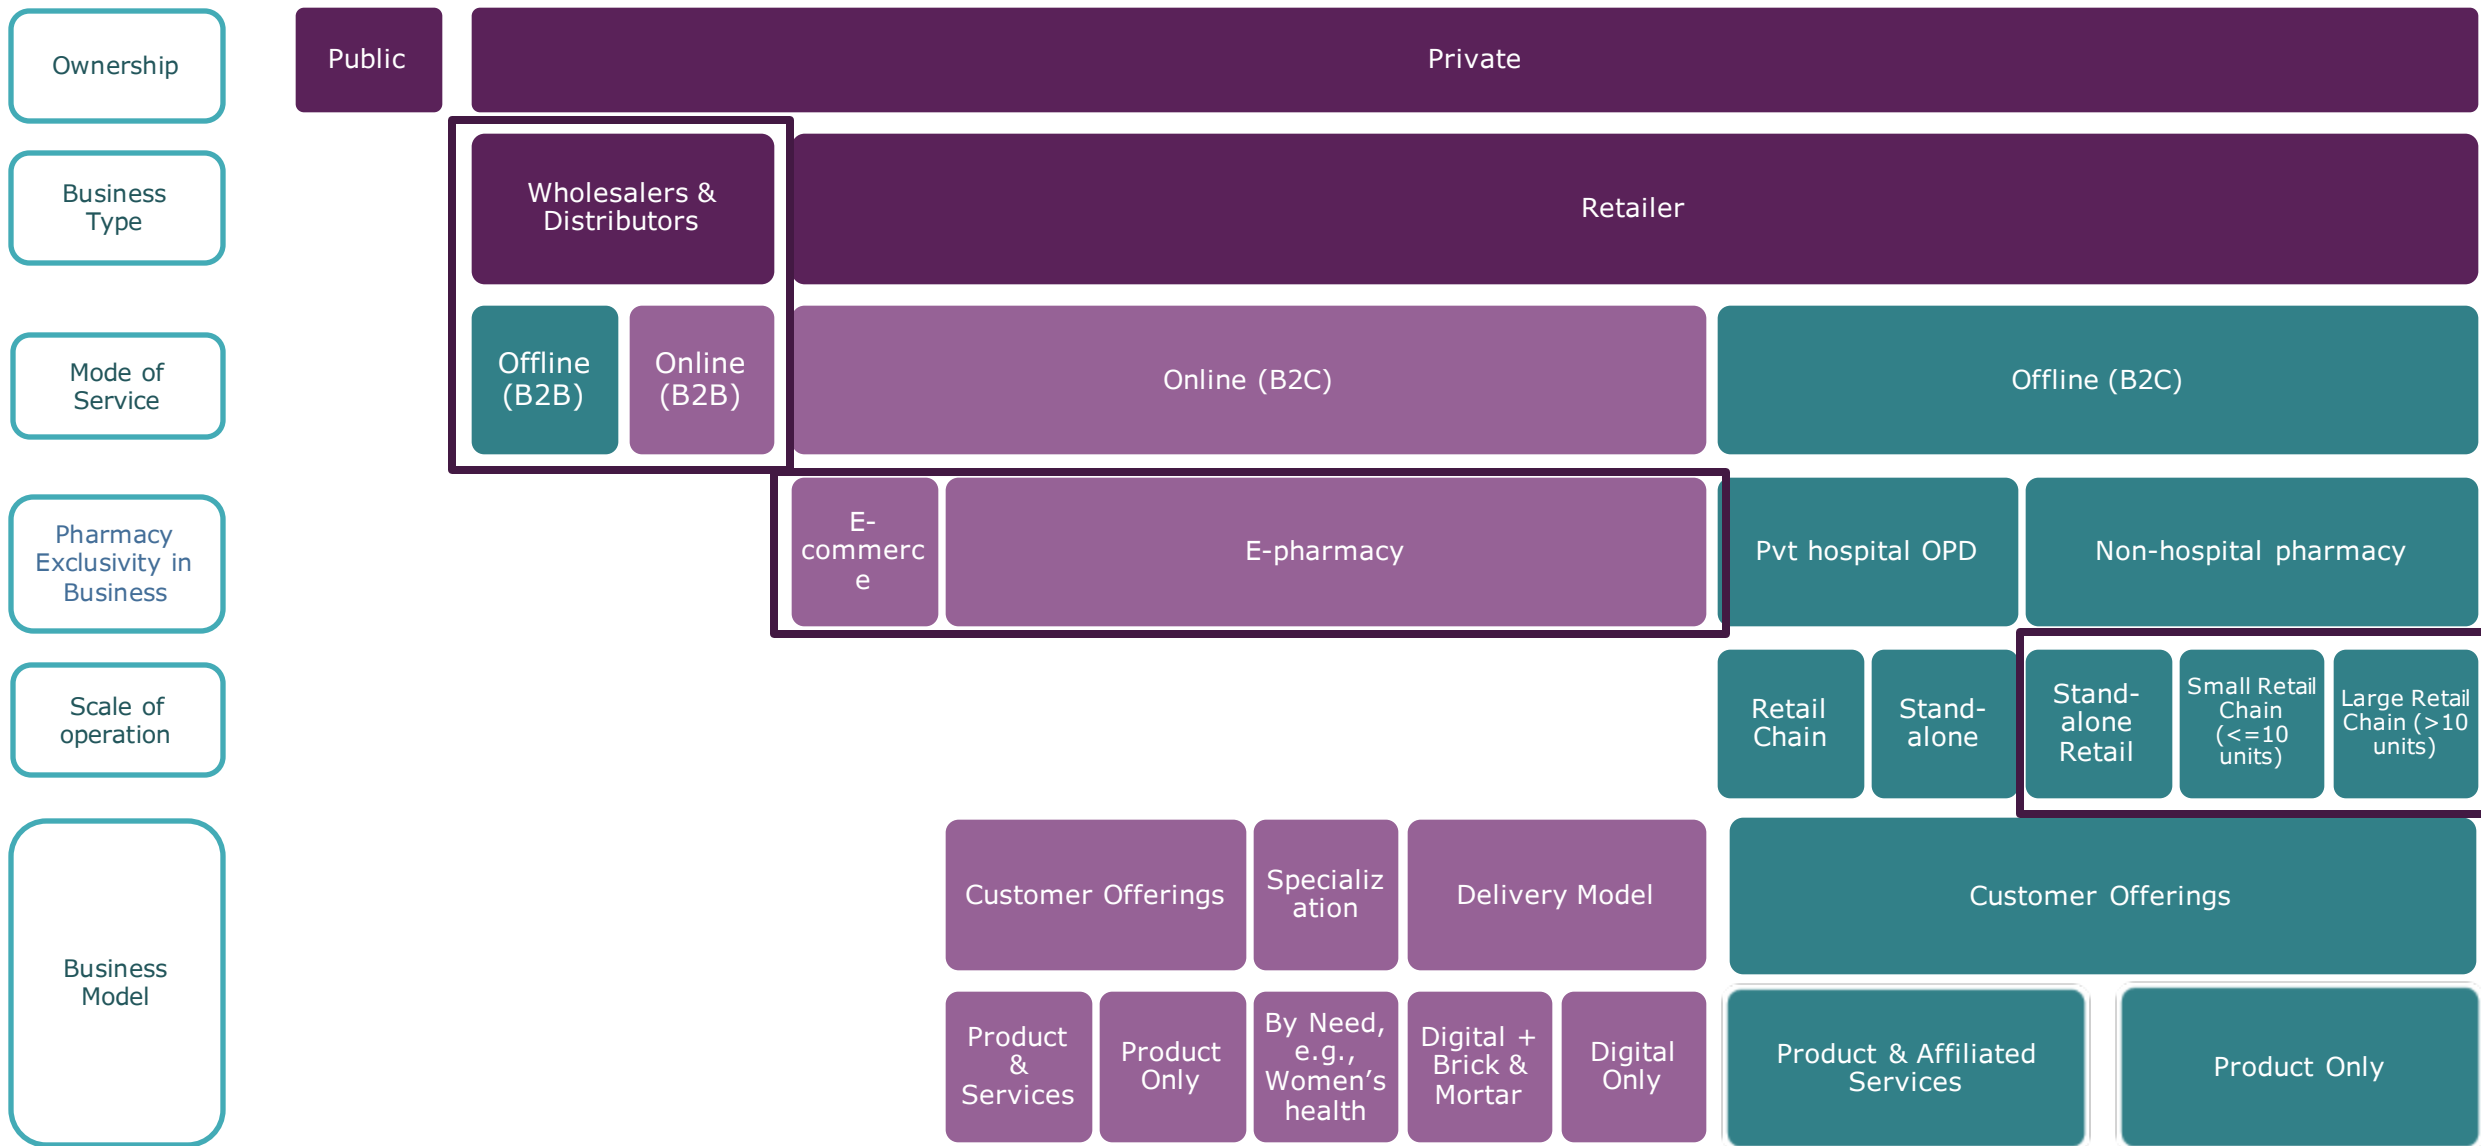 Ownership
Public
Private
Business
Type
Wholesalers &
Distributors
Retailer
Mode of
Service
Offline
(B2B)
Online
(B2B)
Online (B2C)
Offline (B2C)
Pharmacy
Exclusivity in
Business
E-
commerc
e
E-pharmacy
Pvt hospital OPD
Non-hospital pharmacy
Scale of
operation
Retail
Chain
Stand-
alone
Stand-
alone
Retail
Small Retail
Chain
(<=10
units)
Large Retail
Chain (>10
units)
Business
Model
Customer Offerings
Specializ
ation
Delivery Model
Customer Offerings
Product
&
Services
Product
Only
By Need,
e.g.,
Women’s
health
Digital +
Brick &
Mortar
Digital
Only
Product & Affiliated
Services
Product Only